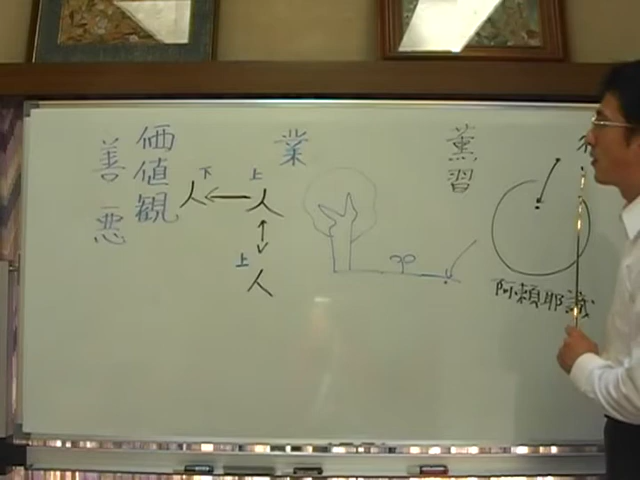 薫習
阿頼耶識
業
上
人
上
人
下
人
価値観
善 悪